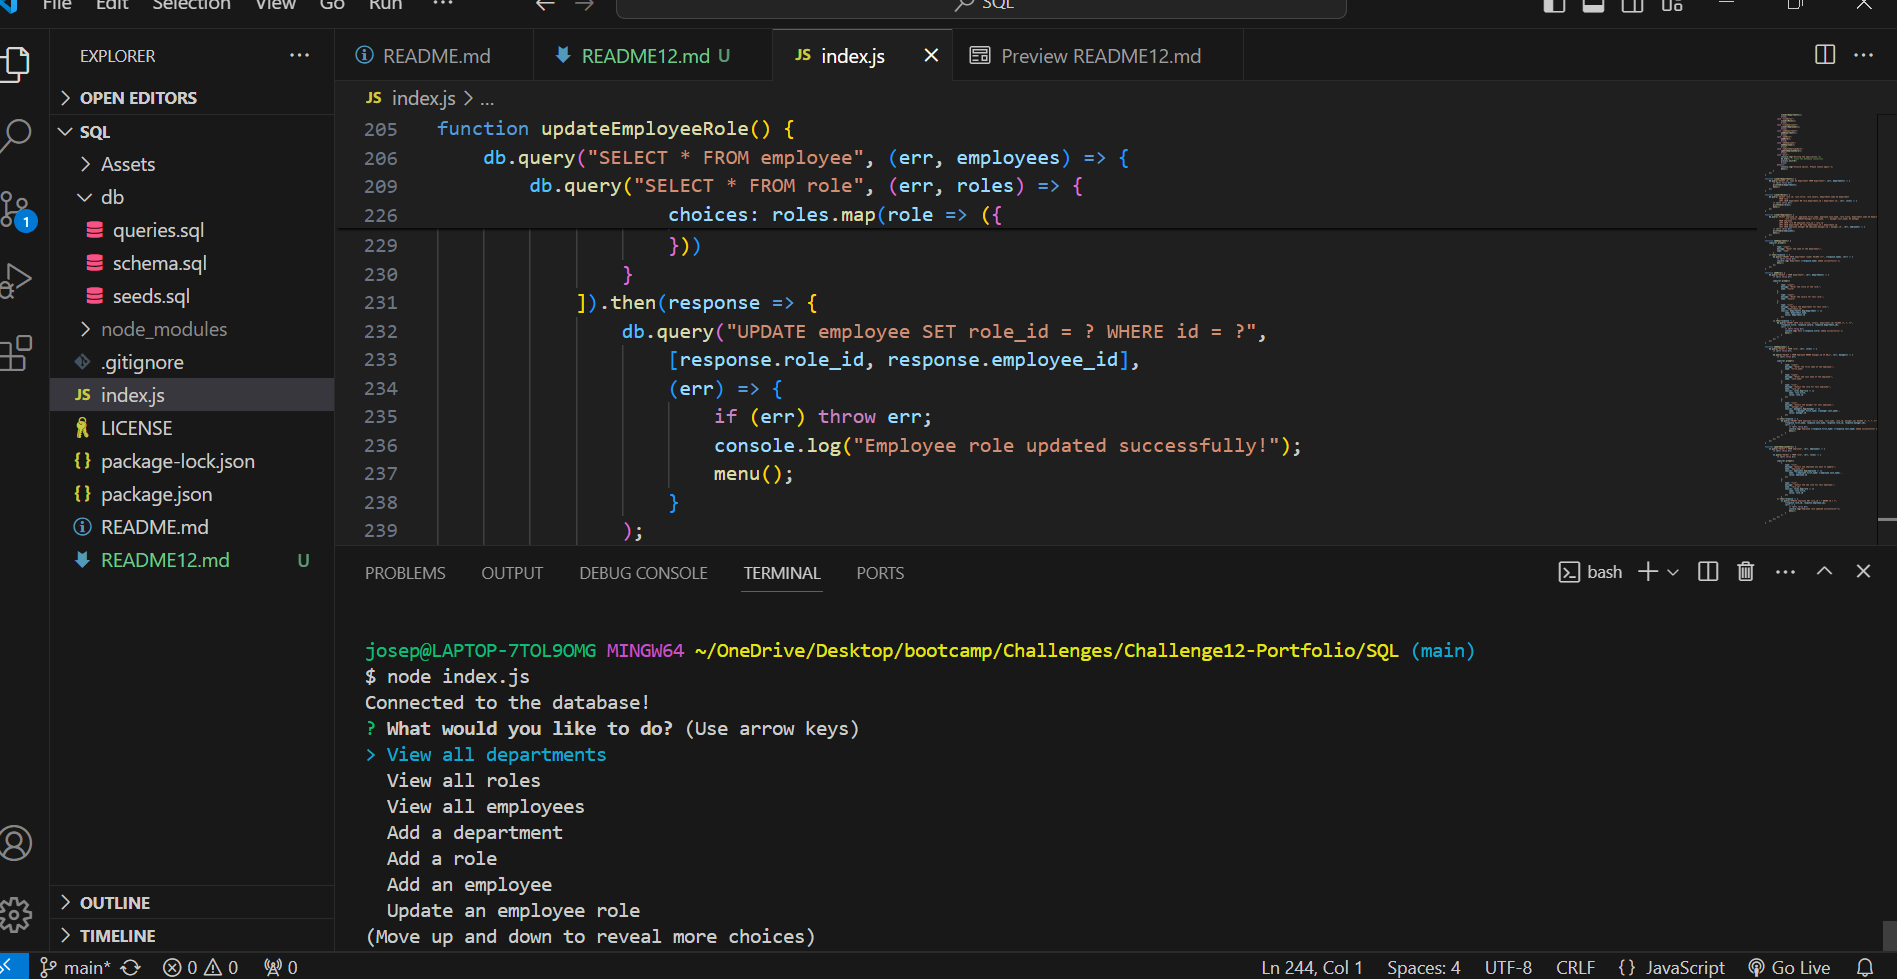 File Edit Selection View Go Run ··· SQL
EXPLORER ···
OPEN EDITORS
SQL
Assets
db
queries.sql
schema.sql
seeds.sql
node_modules
.gitignore
JS index.js
LICENSE
{} package-lock.json
{} package.json
README.md
README12.md U
OUTLINE
TIMELINE
1
README.md
README12.md U
JS index.js
Preview README12.md
JS index.js > ...
205 function updateEmployeeRole() {
206 db.query("SELECT * FROM employee", (err, employees) => {
209 db.query("SELECT * FROM role", (err, roles) => {
226 choices: roles.map(role => ({
229 }))
230 }
231 ]).then(response => {
232 db.query("UPDATE employee SET role_id = ? WHERE id = ?",
233 [response.role_id, response.employee_id],
234 (err) => {
235 if (err) throw err;
236 console.log("Employee role updated successfully!");
237 menu();
238 }
239 );
PROBLEMS OUTPUT DEBUG CONSOLE TERMINAL PORTS bash
josep@LAPTOP-7TOL9OMG MINGW64 ~/OneDrive/Desktop/bootcamp/Challenges/Challenge12-Portfolio/SQL (main)
$ node index.js
Connected to the database!
? What would you like to do? (Use arrow keys)
> View all departments
View all roles
View all employees
Add a department
Add a role
Add an employee
Update an employee role
(Move up and down to reveal more choices)
main* 0 0 0 Ln 244, Col 1 Spaces: 4 UTF-8 CRLF {} JavaScript Go Live